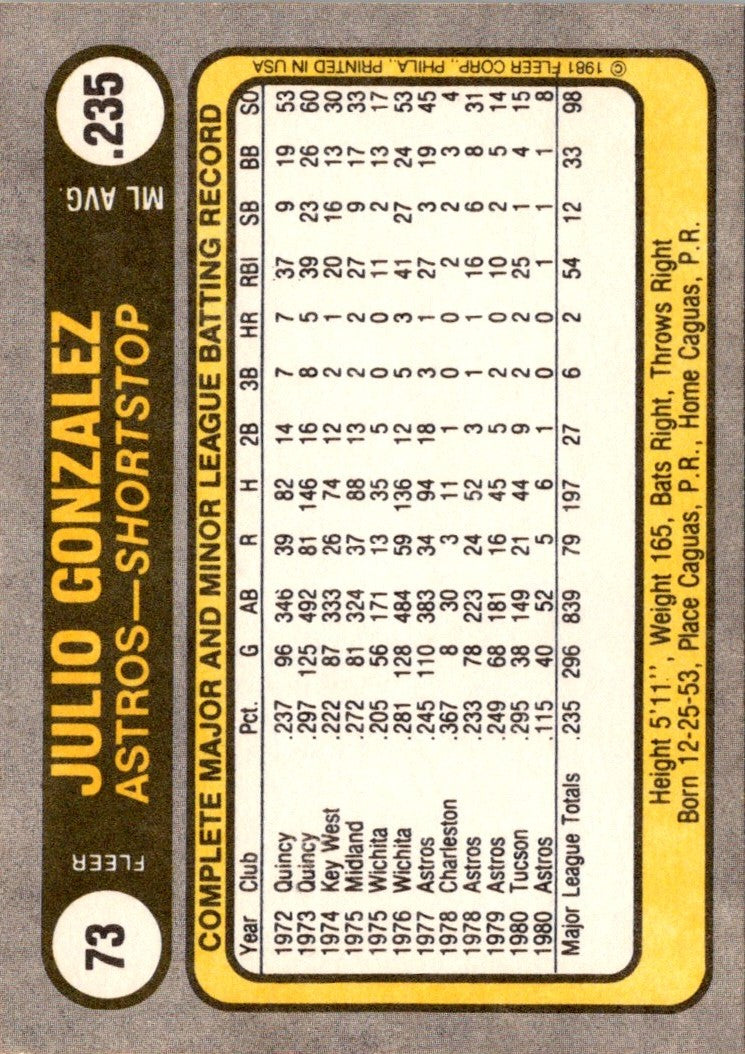 73
FLEER
JULIO GONZALEZ
ASTROS—SHORTSTOP
ML AVG.
.235
COMPLETE MAJOR AND MINOR LEAGUE BATTING RECORD
Year Club Pct. G AB R H 2B 3B HR RBI SB BB SO
1972 Quincy .237 96 346 39 82 14 7 7 37 9 19 53
1973 Quincy .297 125 492 81 146 16 8 5 39 23 26 60
1974 Key West .222 87 333 26 74 12 2 1 20 16 13 30
1975 Midland .272 81 324 37 88 13 2 2 27 9 17 33
1975 Wichita .205 56 171 13 35 5 0 0 11 2 13 17
1976 Wichita .281 128 484 59 136 12 5 3 41 27 24 53
1977 Astros .245 110 383 34 94 18 3 1 27 3 19 45
1978 Charleston .367 8 30 3 11 1 0 0 2 2 3 4
1978 Astros .233 78 223 24 52 3 1 1 16 6 8 31
1979 Astros .249 68 181 16 45 5 2 0 10 2 5 14
1980 Tucson .295 38 149 21 44 9 2 2 25 1 4 15
1980 Astros .115 40 52 5 6 1 0 0 1 1 1 8
Major League Totals .235 296 839 79 197 27 6 2 54 12 33 98
Height 5'11", Weight 165, Bats Right, Throws Right
Born 12-25-53, Place Caguas, P.R., Home Caguas, P.R.
© 1981 FLEER CORP., PHILA., PRINTED IN USA